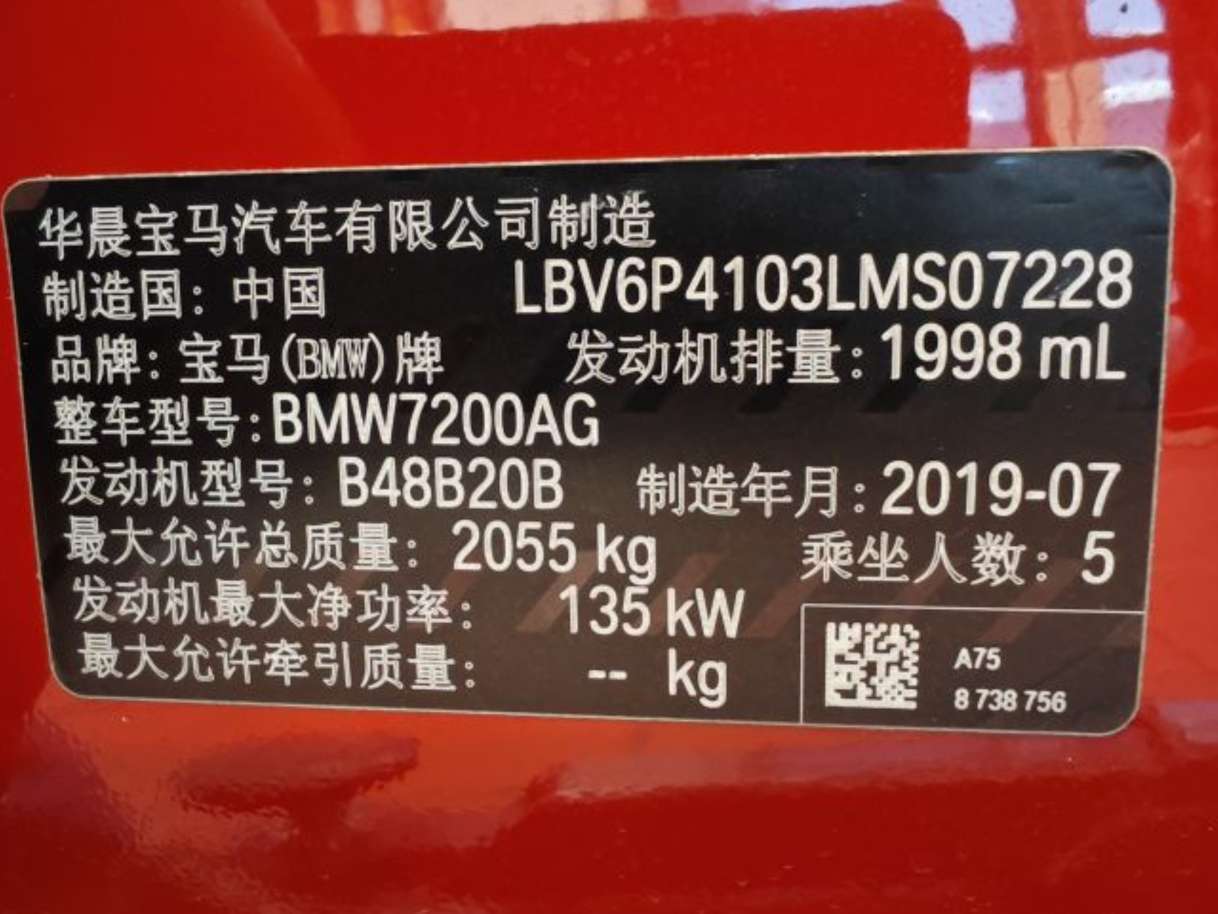 华晨宝马汽车有限公司制造
制造国：中国 LBV6P4103LMS07228
品牌：宝马(BMW)牌 发动机排量：1998 mL
整车型号：BMW7200AG
发动机型号：B48B20B 制造年月：2019-07
最大允许总质量：2055 kg 乘坐人数：5
发动机最大净功率：135 kW
最大允许牵引质量：-- kg
A75
8 738 756